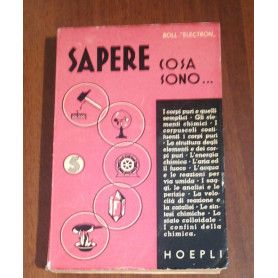 BOLL "ELECTRON„
SAPERE COSA
SONO...
I corpi puri e quelli
semplici · Gli ele-
menti chimici · I
corpuscoli costi-
tuenti i corpi puri
· La struttura degli
elementi e dei cor-
pi puri · L'energia
chimica · L'aria ed
il fuoco · L'acqua
e le reazioni per
via umida · I sag-
gi, le analisi e le
perizie · La velo-
cità di reazione e
la catalisi · Le sin-
tesi chimiche · Lo
stato colloidale ·
I confini della
chimica.
HOEPLI